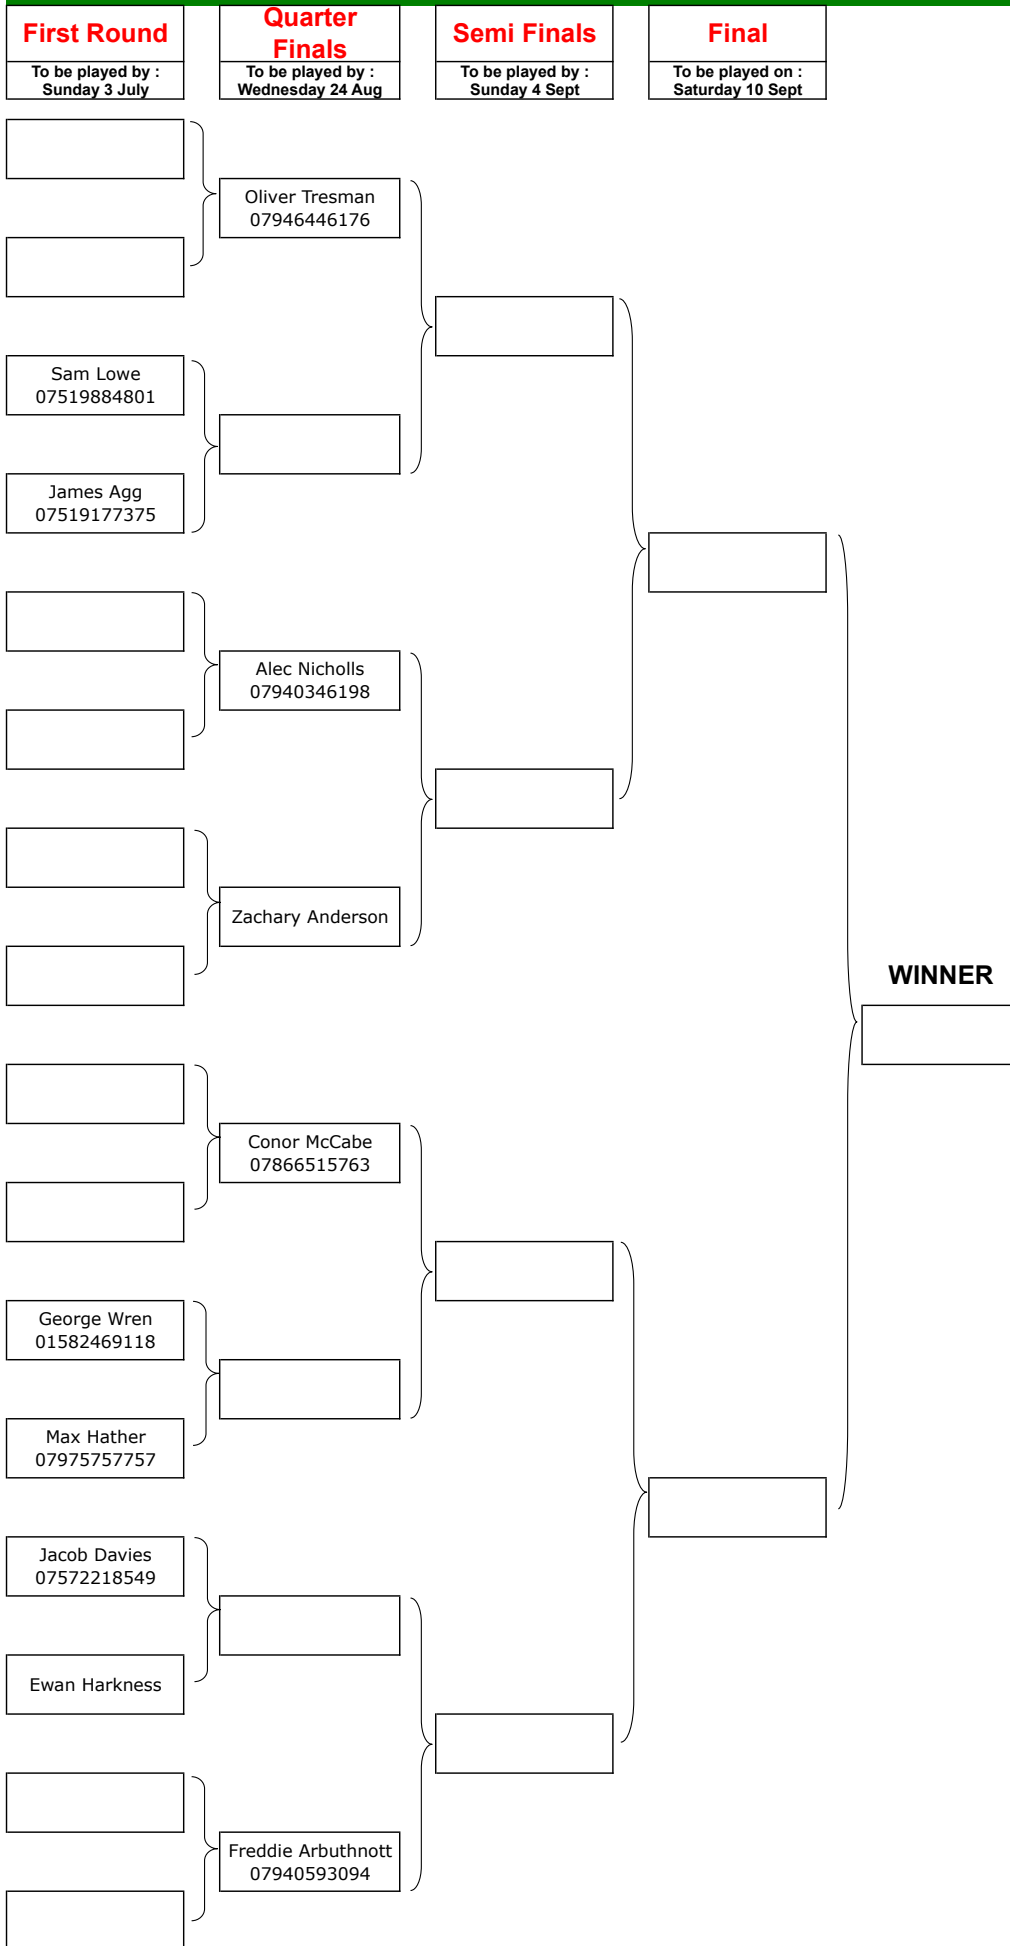 First Round
Quarter
Finals
Semi Finals
Final
To be played by :
Sunday 3 July
To be played by :
Wednesday 24 Aug
To be played by :
Sunday 4 Sept
To be played on :
Saturday 10 Sept
Oliver Tresman
07946446176
Sam Lowe
07519884801
James Agg
07519177375
Alec Nicholls
07940346198
Zachary Anderson
WINNER
Conor McCabe
07866515763
George Wren
01582469118
Max Hather
07975757757
Jacob Davies
07572218549
Ewan Harkness
Freddie Arbuthnott
07940593094